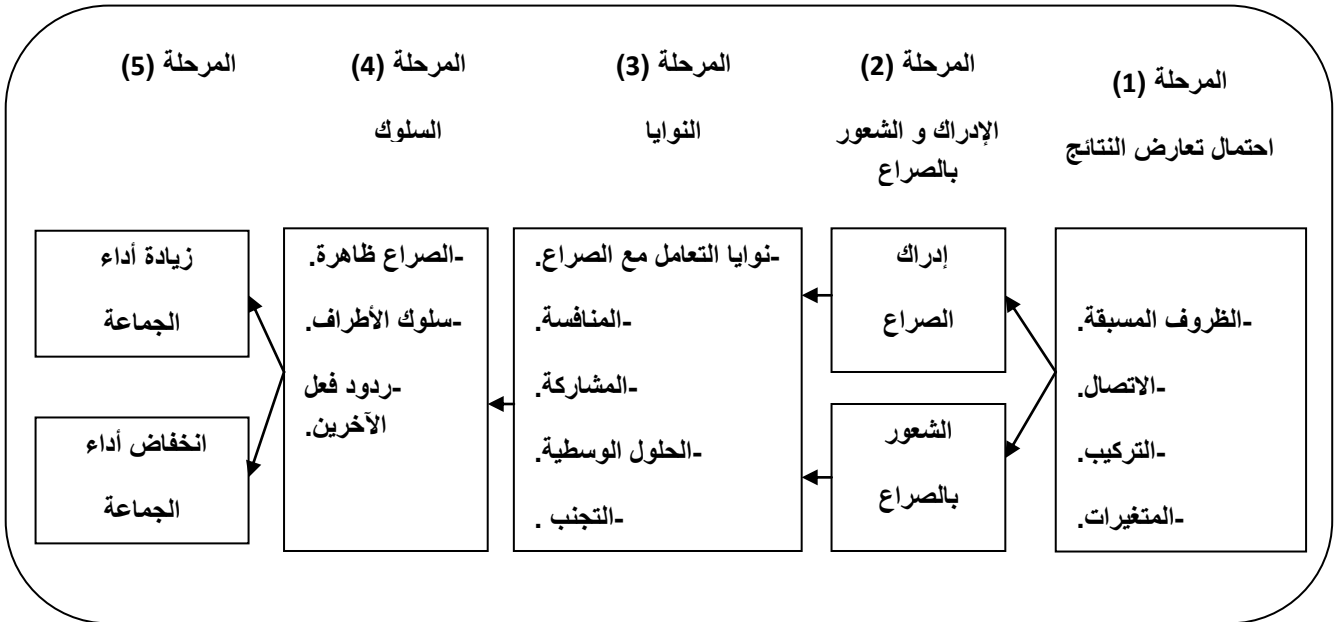 المرحلة (1)
احتمال تعارض النتائج
المرحلة (2)
الإدراك و الشعور
بالصراع
المرحلة (3)
النوايا
المرحلة (4)
السلوك
المرحلة (5)
-الظروف المسبقة.
-الاتصال.
-التركيب.
-المتغيرات.
إدراك
الصراع
الشعور
بالصراع
-نوايا التعامل مع الصراع.
-المنافسة.
-المشاركة.
-الحلول الوسطية.
-التجنب .
-الصراع ظاهرة.
-سلوك الأطراف.
-ردود فعل
الآخرين.
زيادة أداء
الجماعة
انخفاض أداء
الجماعة